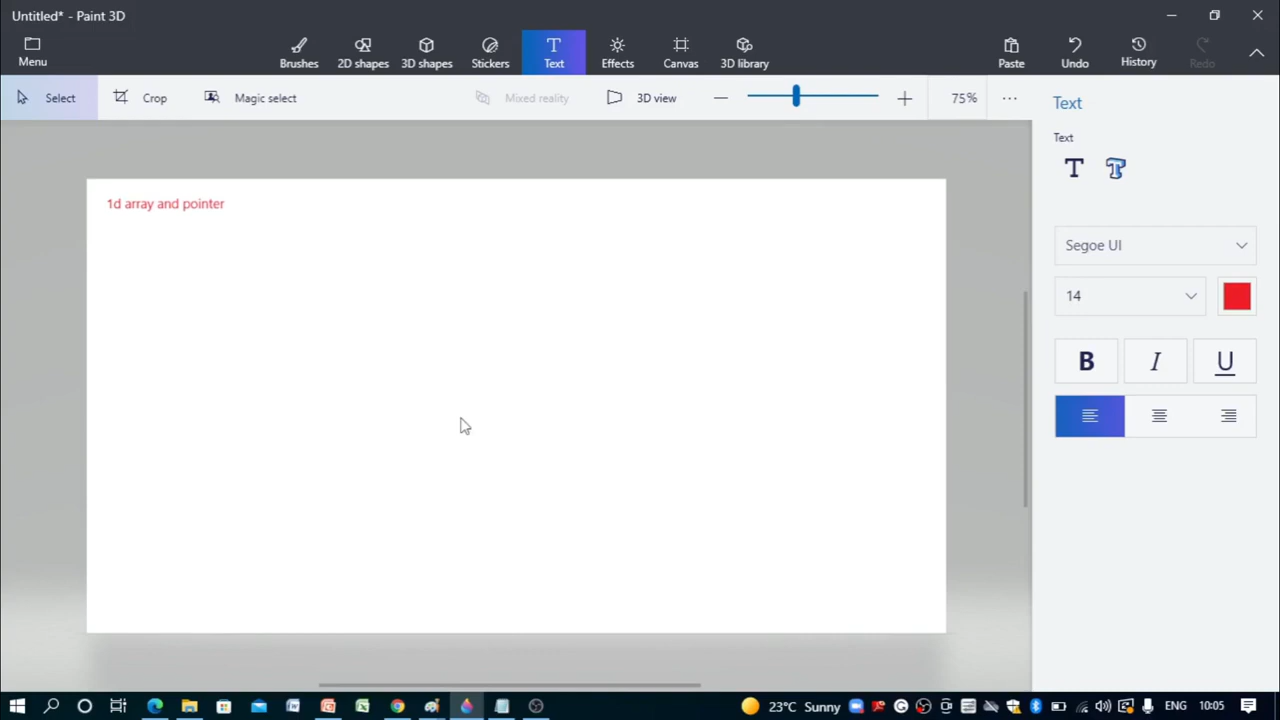 Untitled* - Paint 3D
Menu
Brushes
2D shapes
3D shapes
Stickers
Text
Effects
Canvas
3D library
Paste
Undo
History
Redo
Select
Crop
Magic select
Mixed reality
3D view
75%
Text
Text
Segoe UI
14
B
I
U
1d array and pointer
23°C Sunny
ENG
10:05